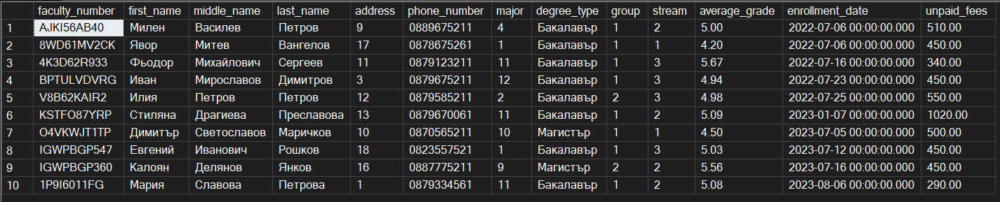 faculty_number first_name middle_name last_name address phone_number major degree_type group stream average_grade enrollment_date unpaid_fees
1 AJKI56AB40 Милен Василев Петров 9 0889675211 4 Бакалавър 1 2 5.00 2022-07-06 00:00:00.000 510.00
2 8WD61MV2CK Явор Митев Вангелов 17 0878675261 1 Бакалавър 1 1 4.20 2022-07-06 00:00:00.000 450.00
3 4K3D62R933 Фьодор Михайлович Сергеев 11 0879123211 11 Бакалавър 1 3 5.67 2022-07-16 00:00:00.000 340.00
4 BPTULVDVRG Иван Мирославов Димитров 3 0879675211 12 Бакалавър 1 3 4.94 2022-07-23 00:00:00.000 450.00
5 V8B62KAIR2 Илия Петров Петров 12 0879585211 2 Бакалавър 2 3 4.98 2022-07-25 00:00:00.000 550.00
6 KSTFO87YRP Стиляна Драгиева Преславова 13 0879670061 11 Бакалавър 1 2 5.09 2023-01-07 00:00:00.000 1020.00
7 O4VKWJT1TP Димитър Светославов Маричков 10 0870565211 10 Магистър 1 1 4.50 2023-07-05 00:00:00.000 500.00
8 IGWPBGP547 Евгений Иванович Рошков 18 0823557521 1 Бакалавър 1 3 5.03 2023-07-12 00:00:00.000 450.00
9 IGWPBGP360 Калоян Делянов Янков 16 0887775211 9 Магистър 2 2 5.56 2023-07-16 00:00:00.000 450.00
10 1P9I6011FG Мария Славова Петрова 1 0879334561 11 Бакалавър 1 2 5.08 2023-08-06 00:00:00.000 290.00